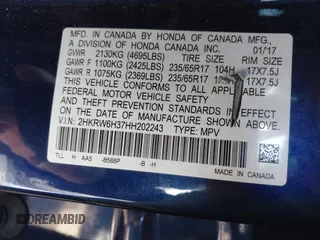 MFD. IN CANADA BY HONDA OF CANADA MFG.,
A DIVISION OF HONDA CANADA INC. 01/17
GVWR 2130KG (4695LBS) TIRE SIZE RIM SIZE
GAWR F 1100KG (2425LBS) 235/65R17 104H 17X7.5J
GAWR R 1075KG (2369LBS) 235/65R17 17X7.5J
THIS VEHICLE CONFORMS TO ALL APPLICABLE
FEDERAL MOTOR VEHICLE SAFETY AND
STANDARDS IN EFFECT ON THE DATE OF
MANUFACTURE SHOWN ABOVE.
V.I.N.: 2HKRW6H37HH202243 TYPE: MPV
TLL H AA5 -B588P -B -H
MADE IN CANADA
DREAMBID